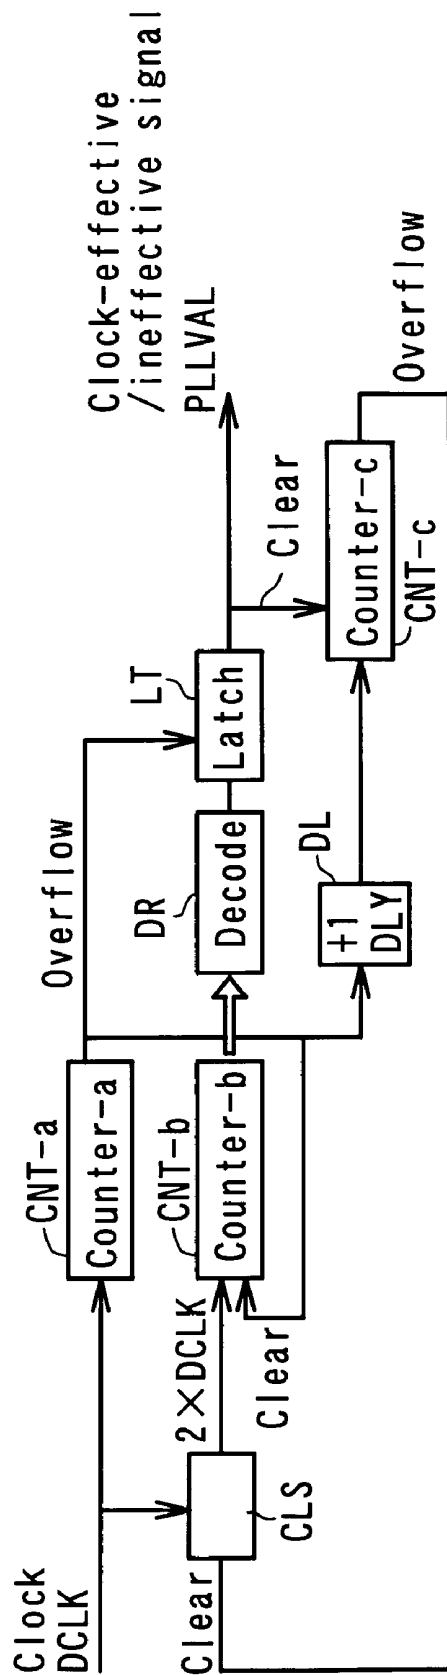 Clock
DCLK
CNT-a
Counter-a
Overflow
LT
Latch
Clock-effective
/ineffective signal
PLLVAL
Clear
CLS
2×DCLK
Clear
CNT-b
Counter-b
DR
Decode
DL
+1
DLY
Clear
Counter-c
CNT-c
Overflow